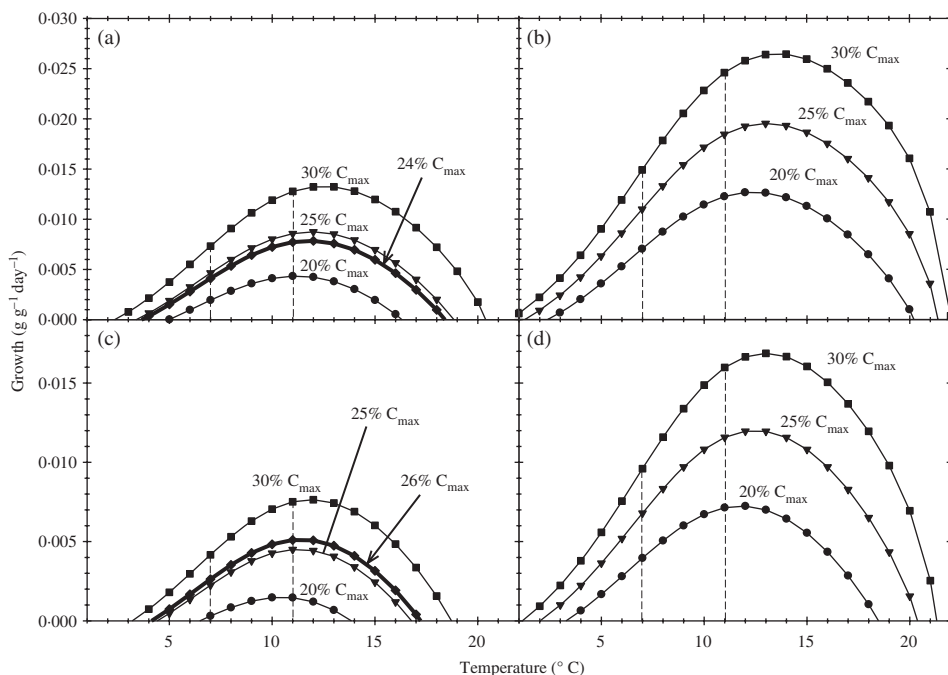 (a)
(b)
0·030
0·025
0·020
0·015
0·010
0·005
0·000
30% Cmax
24% Cmax
25% Cmax
20% Cmax
30% Cmax
25% Cmax
20% Cmax
Growth (g g⁻¹ day⁻¹)
(c)
(d)
0·015
0·010
0·005
0·000
25% Cmax
30% Cmax
26% Cmax
20% Cmax
30% Cmax
25% Cmax
20% Cmax
5 10 15 20 5 10 15 20
Temperature (° C)